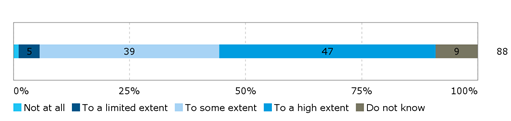 5 39 47 9 88
0% 25% 50% 75% 100%
Not at all To a limited extent To some extent To a high extent Do not know